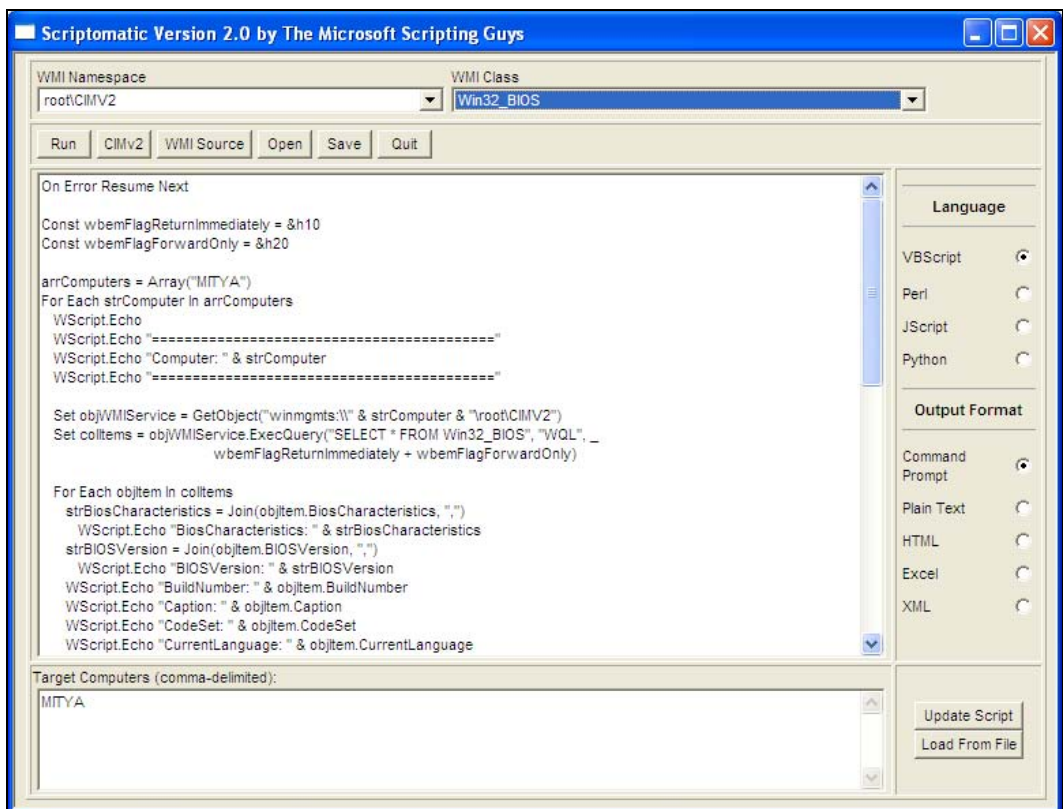 Scriptomatic Version 2.0 by The Microsoft Scripting Guys
WMI Namespace
WMI Class
root\CIMV2
Win32_BIOS
Run
CIMv2
WMI Source
Open
Save
Quit
On Error Resume Next
Const wbemFlagReturnImmediately = &h10
Const wbemFlagForwardOnly = &h20
arrComputers = Array("MITYA")
For Each strComputer In arrComputers
WScript.Echo
WScript.Echo "=========================================="
WScript.Echo "Computer: " & strComputer
WScript.Echo "=========================================="
Set objWMIService = GetObject("winmgmts:\\" & strComputer & "\root\CIMV2")
Set colItems = objWMIService.ExecQuery("SELECT * FROM Win32_BIOS", "WQL", _
wbemFlagReturnImmediately + wbemFlagForwardOnly)
For Each objItem In colItems
strBiosCharacteristics = Join(objItem.BiosCharacteristics, ",")
WScript.Echo "BiosCharacteristics: " & strBiosCharacteristics
strBIOSVersion = Join(objItem.BIOSVersion, ",")
WScript.Echo "BIOSVersion: " & strBIOSVersion
WScript.Echo "BuildNumber: " & objItem.BuildNumber
WScript.Echo "Caption: " & objItem.Caption
WScript.Echo "CodeSet: " & objItem.CodeSet
WScript.Echo "CurrentLanguage: " & objItem.CurrentLanguage
Language
VBScript
Perl
JScript
Python
Output Format
Command
Prompt
Plain Text
HTML
Excel
XML
Target Computers (comma-delimited):
MITYA
Update Script
Load From File